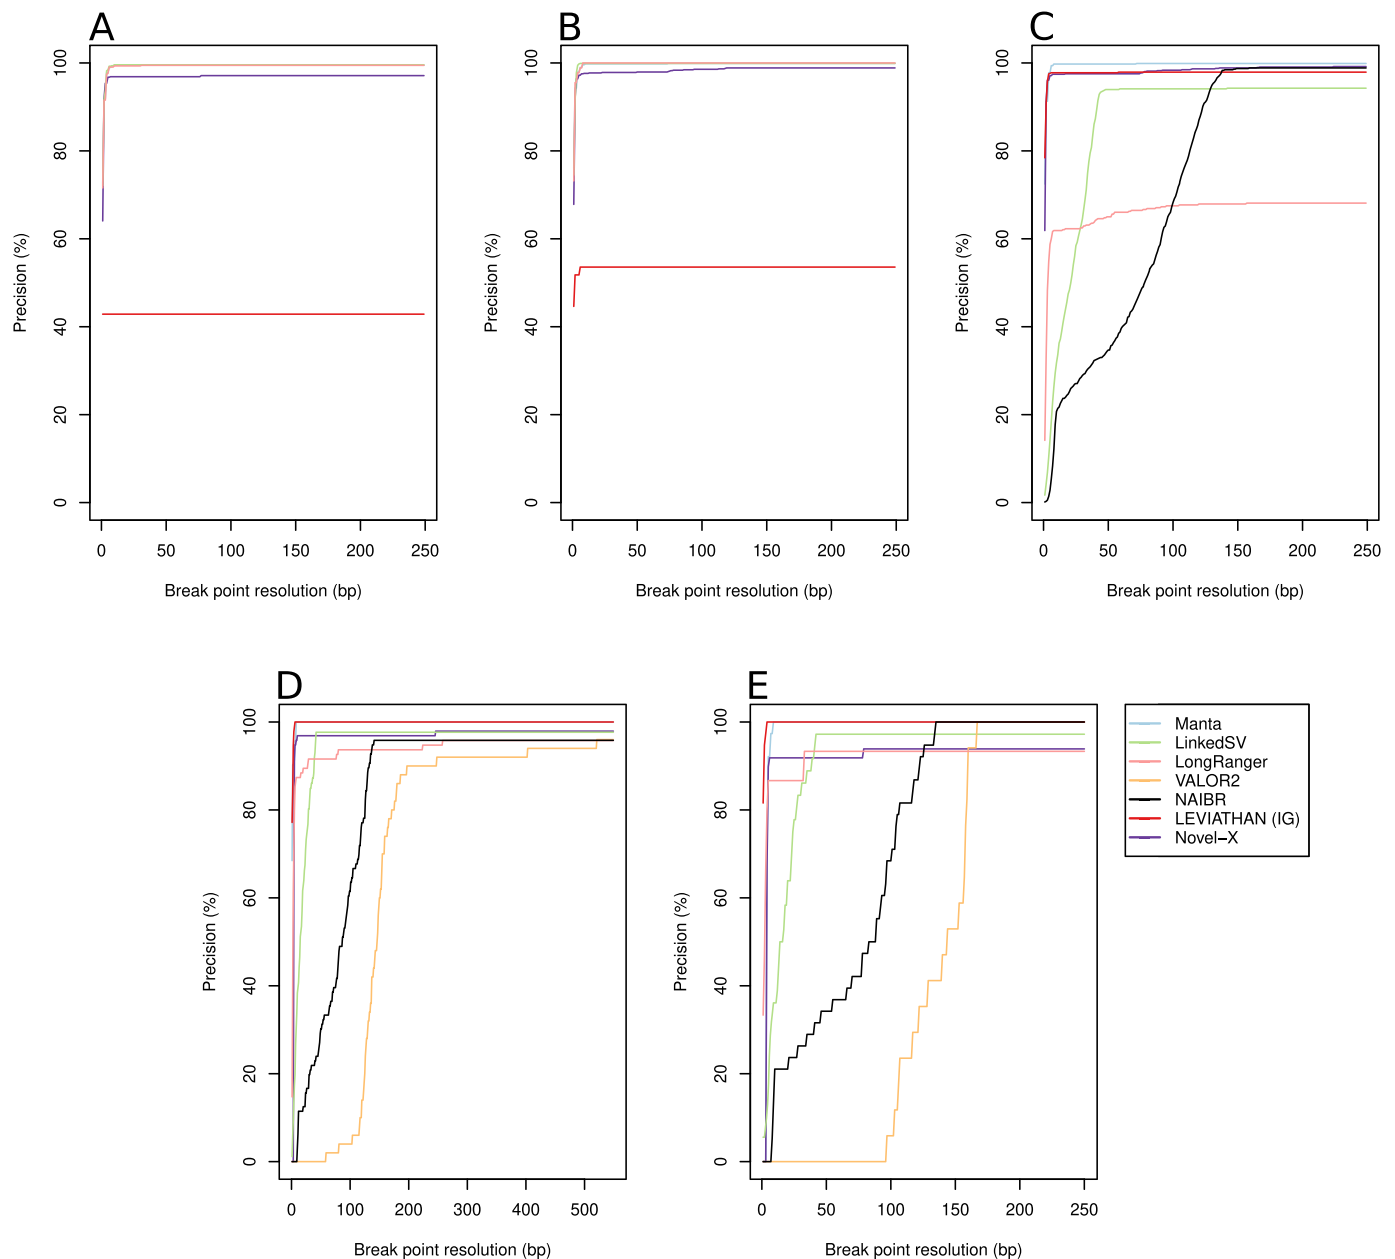 A
B
C
Precision (%)
0
20
40
60
80
100
0
50
100
150
200
250
Break point resolution (bp)
Precision (%)
0
20
40
60
80
100
0
50
100
150
200
250
Break point resolution (bp)
Precision (%)
0
20
40
60
80
100
0
50
100
150
200
250
Break point resolution (bp)
D
E
Precision (%)
0
20
40
60
80
100
0
100
200
300
400
500
Break point resolution (bp)
Precision (%)
0
20
40
60
80
100
0
50
100
150
200
250
Break point resolution (bp)
Manta
LinkedSV
LongRanger
VALOR2
NAIBR
LEVIATHAN (IG)
Novel−X